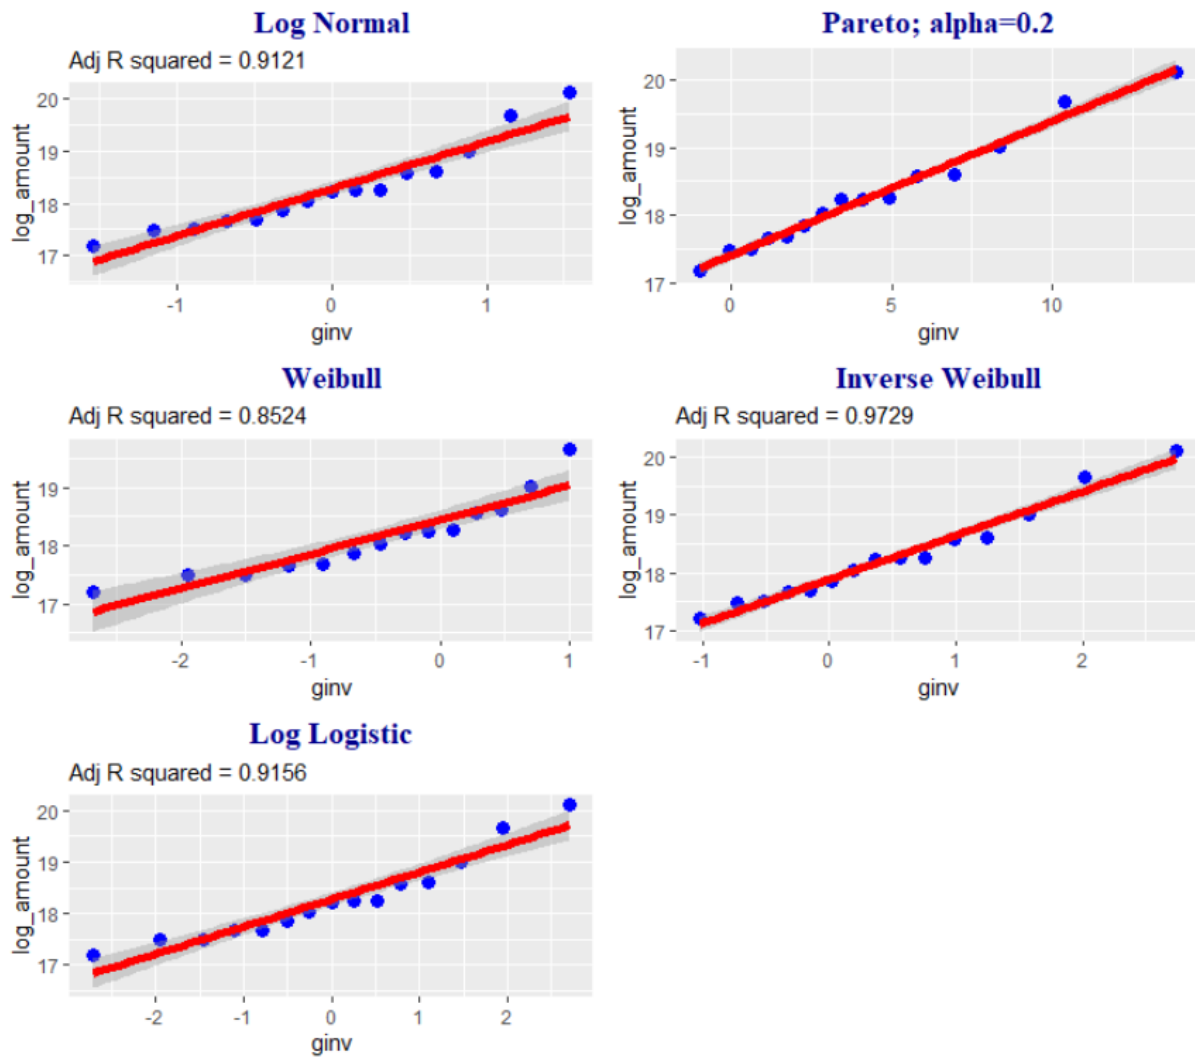 Log Normal
Adj R squared = 0.9121
20
19
18
17
log_amount
-1
0
1
ginv
Pareto; alpha=0.2
20
19
18
17
log_amount
0
5
10
ginv
Weibull
Adj R squared = 0.8524
19
18
17
log_amount
-2
-1
0
1
ginv
Inverse Weibull
Adj R squared = 0.9729
20
19
18
17
log_amount
-1
0
1
2
ginv
Log Logistic
Adj R squared = 0.9156
20
19
18
17
log_amount
-2
-1
0
1
2
ginv